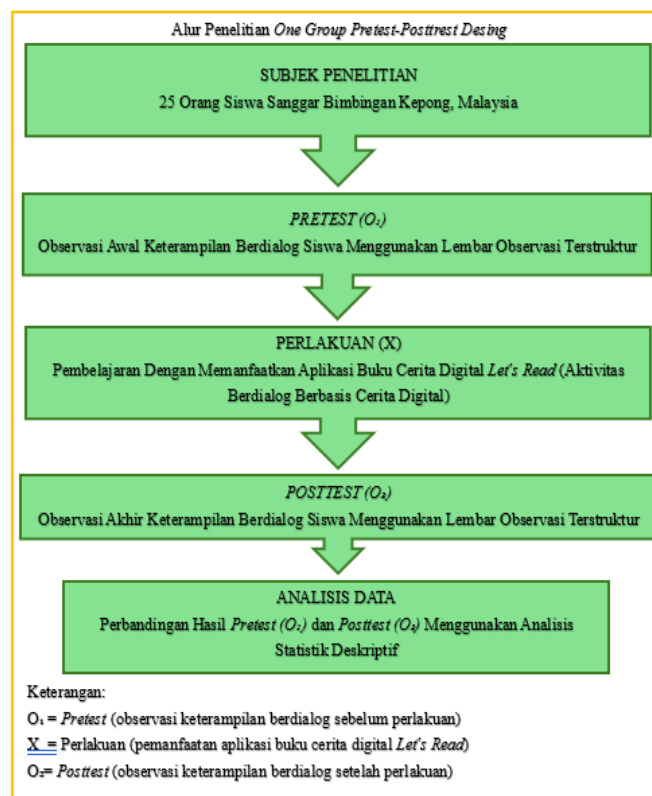 Alur Penelitian One Group Pretest-Posttrest Desing
SUBJEK PENELITIAN
25 Orang Siswa Sanggar Bimbingan Kepong, Malaysia
PRETEST (O₁)
Observasi Awal Keterampilan Berdialog Siswa Menggunakan Lembar Observasi Terstruktur
PERLAKUAN (X)
Pembelajaran Dengan Memanfaatkan Aplikasi Buku Cerita Digital Let's Read (Aktivitas
Berdialog Berbasis Cerita Digital)
POSTTEST (O₂)
Observasi Akhir Keterampilan Berdialog Siswa Menggunakan Lembar Observasi Terstruktur
ANALISIS DATA
Perbandingan Hasil Pretest (O₁) dan Posttest (O₂) Menggunakan Analisis
Statistik Deskriptif
Keterangan:
O₁ = Pretest (observasi keterampilan berdialog sebelum perlakuan)
X = Perlakuan (pemanfaatan aplikasi buku cerita digital Let's Read)
O₂= Posttest (observasi keterampilan berdialog setelah perlakuan)